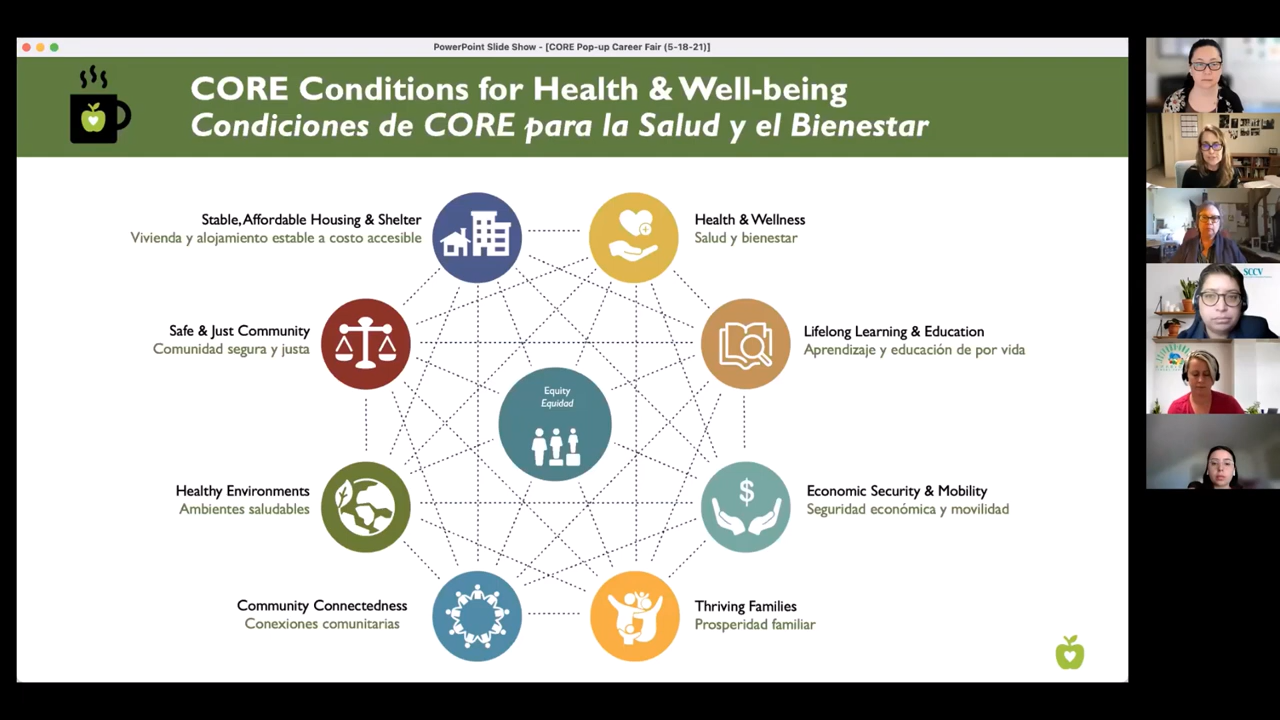 PowerPoint Slide Show - [CORE Pop-up Career Fair (5-18-21)]
CORE Conditions for Health & Well-being
Condiciones de CORE para la Salud y el Bienestar
Stable, Affordable Housing & Shelter
Vivienda y alojamiento estable a costo accesible
Health & Wellness
Salud y bienestar
Safe & Just Community
Comunidad segura y justa
Lifelong Learning & Education
Aprendizaje y educación de por vida
Equity
Equidad
Healthy Environments
Ambientes saludables
$
Economic Security & Mobility
Seguridad económica y movilidad
Community Connectedness
Conexiones comunitarias
Thriving Families
Prosperidad familiar
SCCV